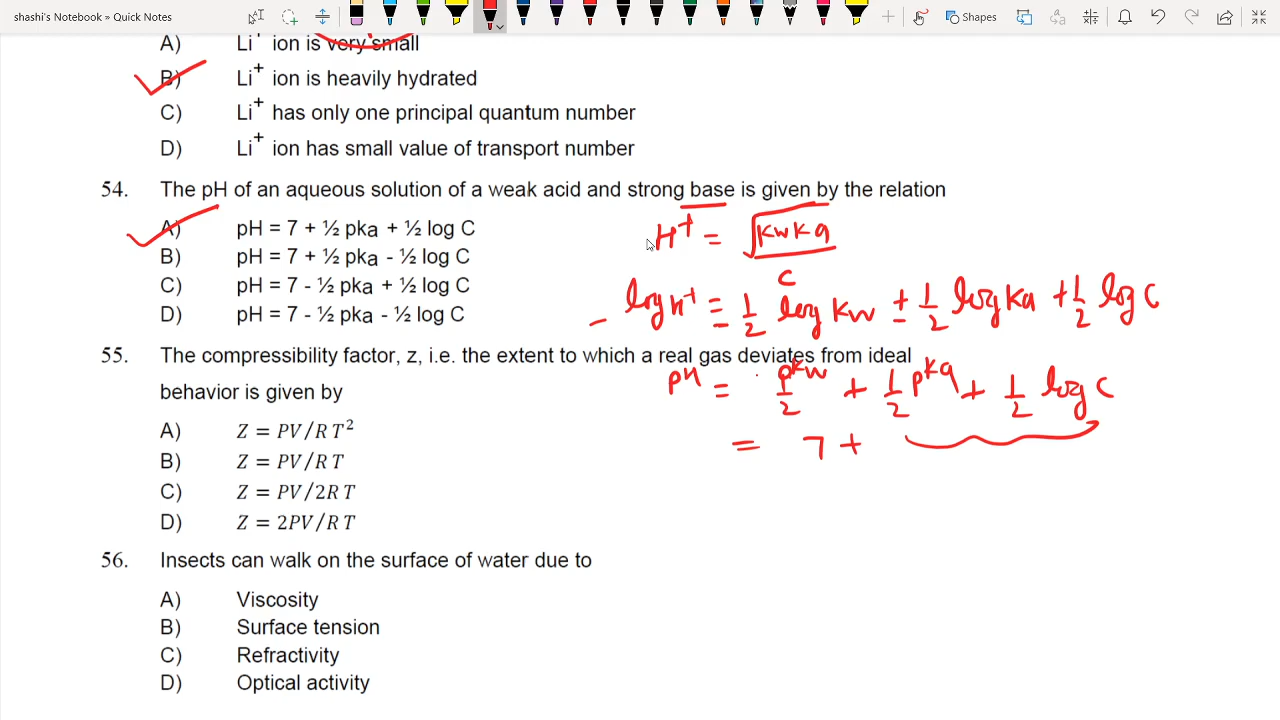 shashi's Notebook » Quick Notes
Shapes
A) Li+ ion is very small
B) Li+ ion is heavily hydrated
C) Li+ has only one principal quantum number
D) Li+ ion has small value of transport number
54. The pH of an aqueous solution of a weak acid and strong base is given by the relation
A) pH = 7 + ½ pka + ½ log C
B) pH = 7 + ½ pka - ½ log C
C) pH = 7 - ½ pka + ½ log C
D) pH = 7 - ½ pka - ½ log C
H+ = √KwKa
C
- log H+ = 1/2 log Kw ± 1/2 log Ka + 1/2 log C
pH = 1/2 pKw + 1/2 pKa + 1/2 log C
= 7 +
55. The compressibility factor, z, i.e. the extent to which a real gas deviates from ideal
behavior is given by
A) Z = PV/RT²
B) Z = PV/RT
C) Z = PV/2RT
D) Z = 2PV/RT
56. Insects can walk on the surface of water due to
A) Viscosity
B) Surface tension
C) Refractivity
D) Optical activity